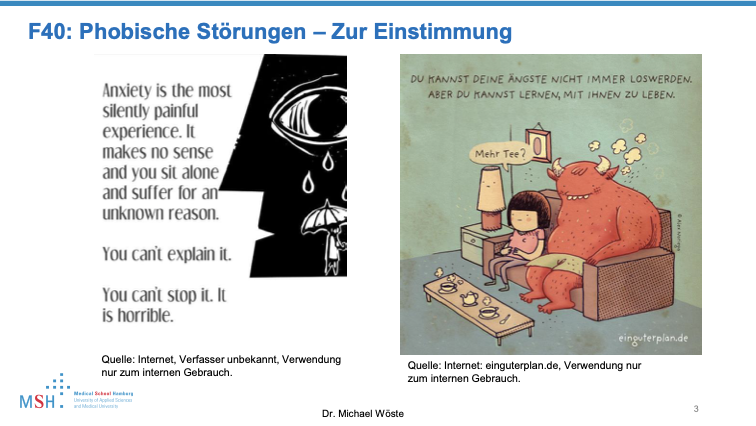 F40: Phobische Störungen – Zur Einstimmung
Anxiety is the most
silently painful
experience. It
makes no sense
and you sit alone
and suffer for an
unknown reason.
You can't explain it.
You can't stop it. It
is horrible.
Quelle: Internet, Verfasser unbekannt, Verwendung
nur zum internen Gebrauch.
DU KANNST DEINE ÄNGSTE NICHT IMMER LOSWERDEN.
ABER DU KANNST LERNEN, MIT IHNEN ZU LEBEN.
Mehr Tee?
einguterplan.de
Quelle: Internet: einguterplan.de, Verwendung nur
zum internen Gebrauch.
MSH
Medical School Hamburg
University of Applied Sciences
and Medical University
Dr. Michael Wöste
3